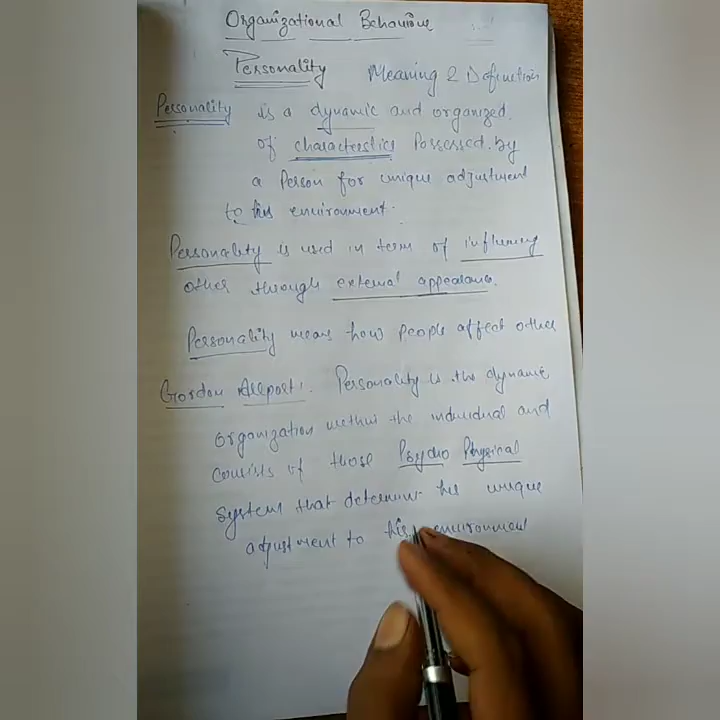 Organizational Behaviour
Personality Meaning & Definition
Personality is a dynamic and organized.
of characteristics Possessed by
a Person for unique adjustment
to his environment.
Personality is used in term of influencing
other through external appearance.
Personality means how people affect other
Gordon Allport: Personality is the dynamic
organization within the individual and
consists of those Psycho Physical
system that determine his unique
adjustment to his environment